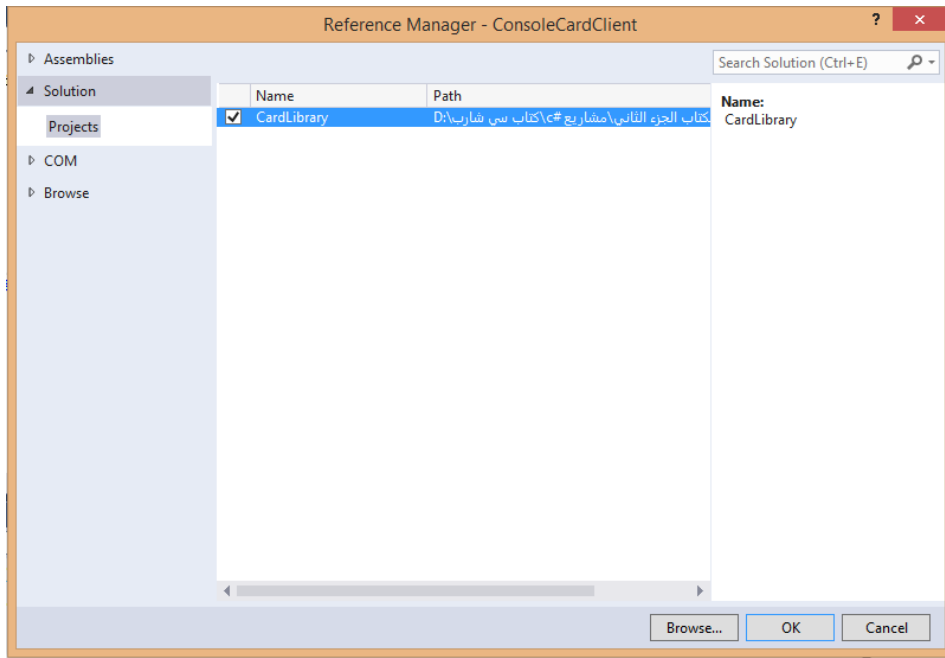 Reference Manager - ConsoleCardClient
Assemblies
Search Solution (Ctrl+E)
Solution
Projects
COM
Browse
Name Path
CardLibrary D:\كتاب سي شارب\c# مشاريع\كتاب الجزء الثاني
Name:
CardLibrary
Browse... OK Cancel